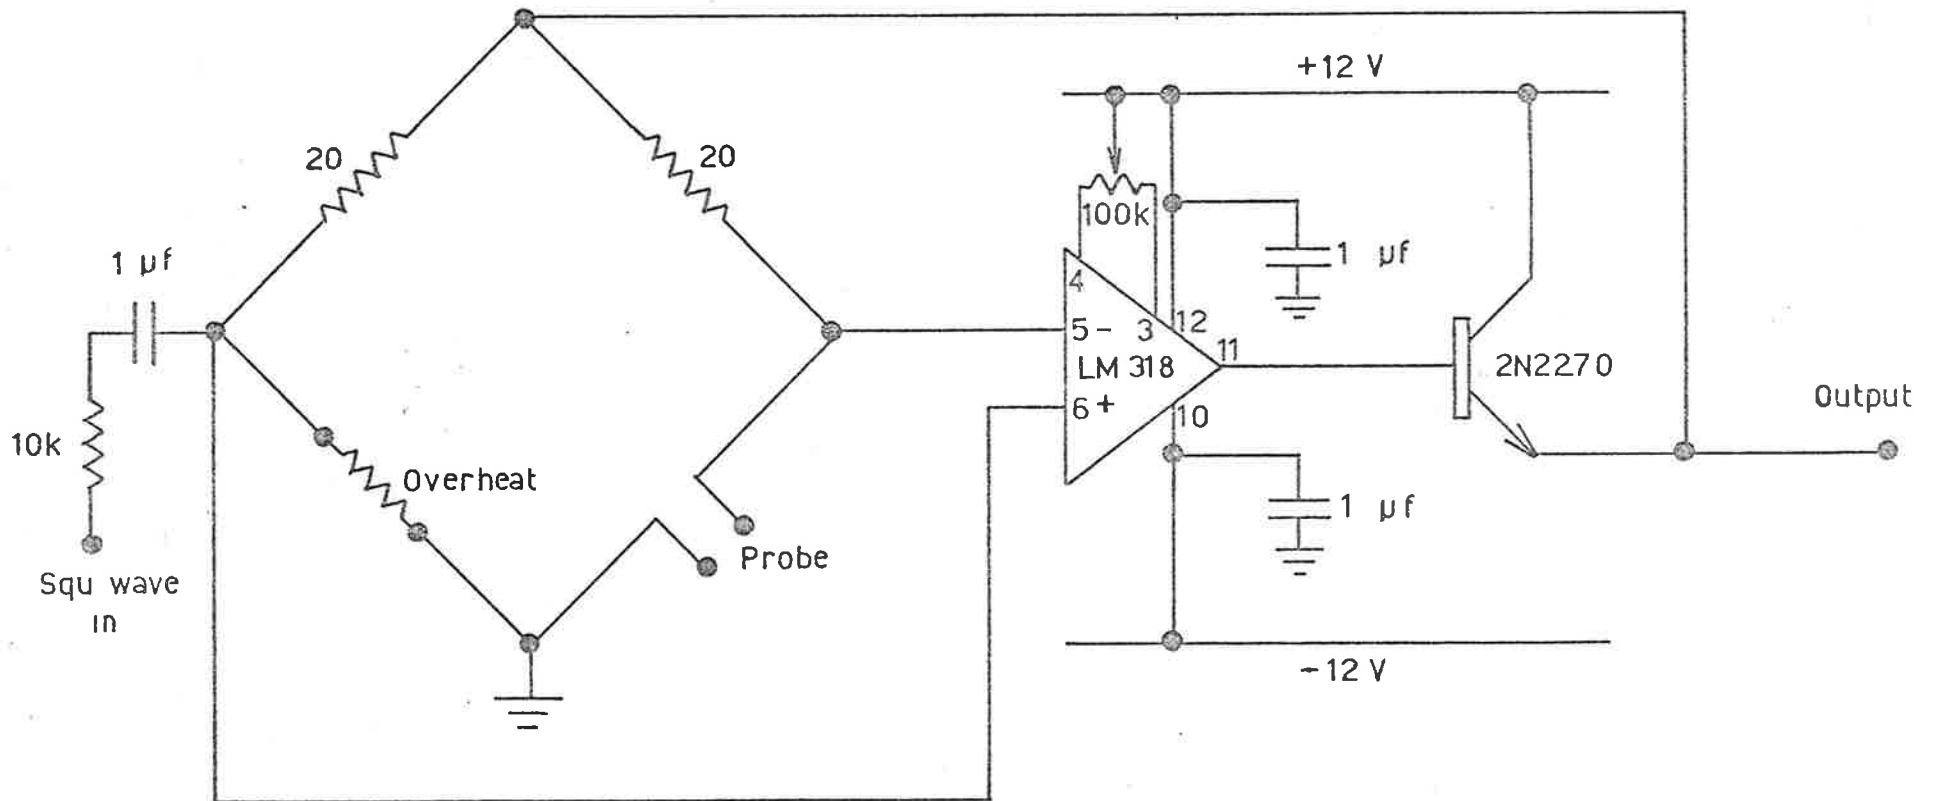 +12 V
20
20
100k
1 µf
1 µf
4
5 -
3
12
11
LM 318
2N2270
6 +
10
Output
10k
Overheat
1 µf
Probe
Squ wave
in
-12 V